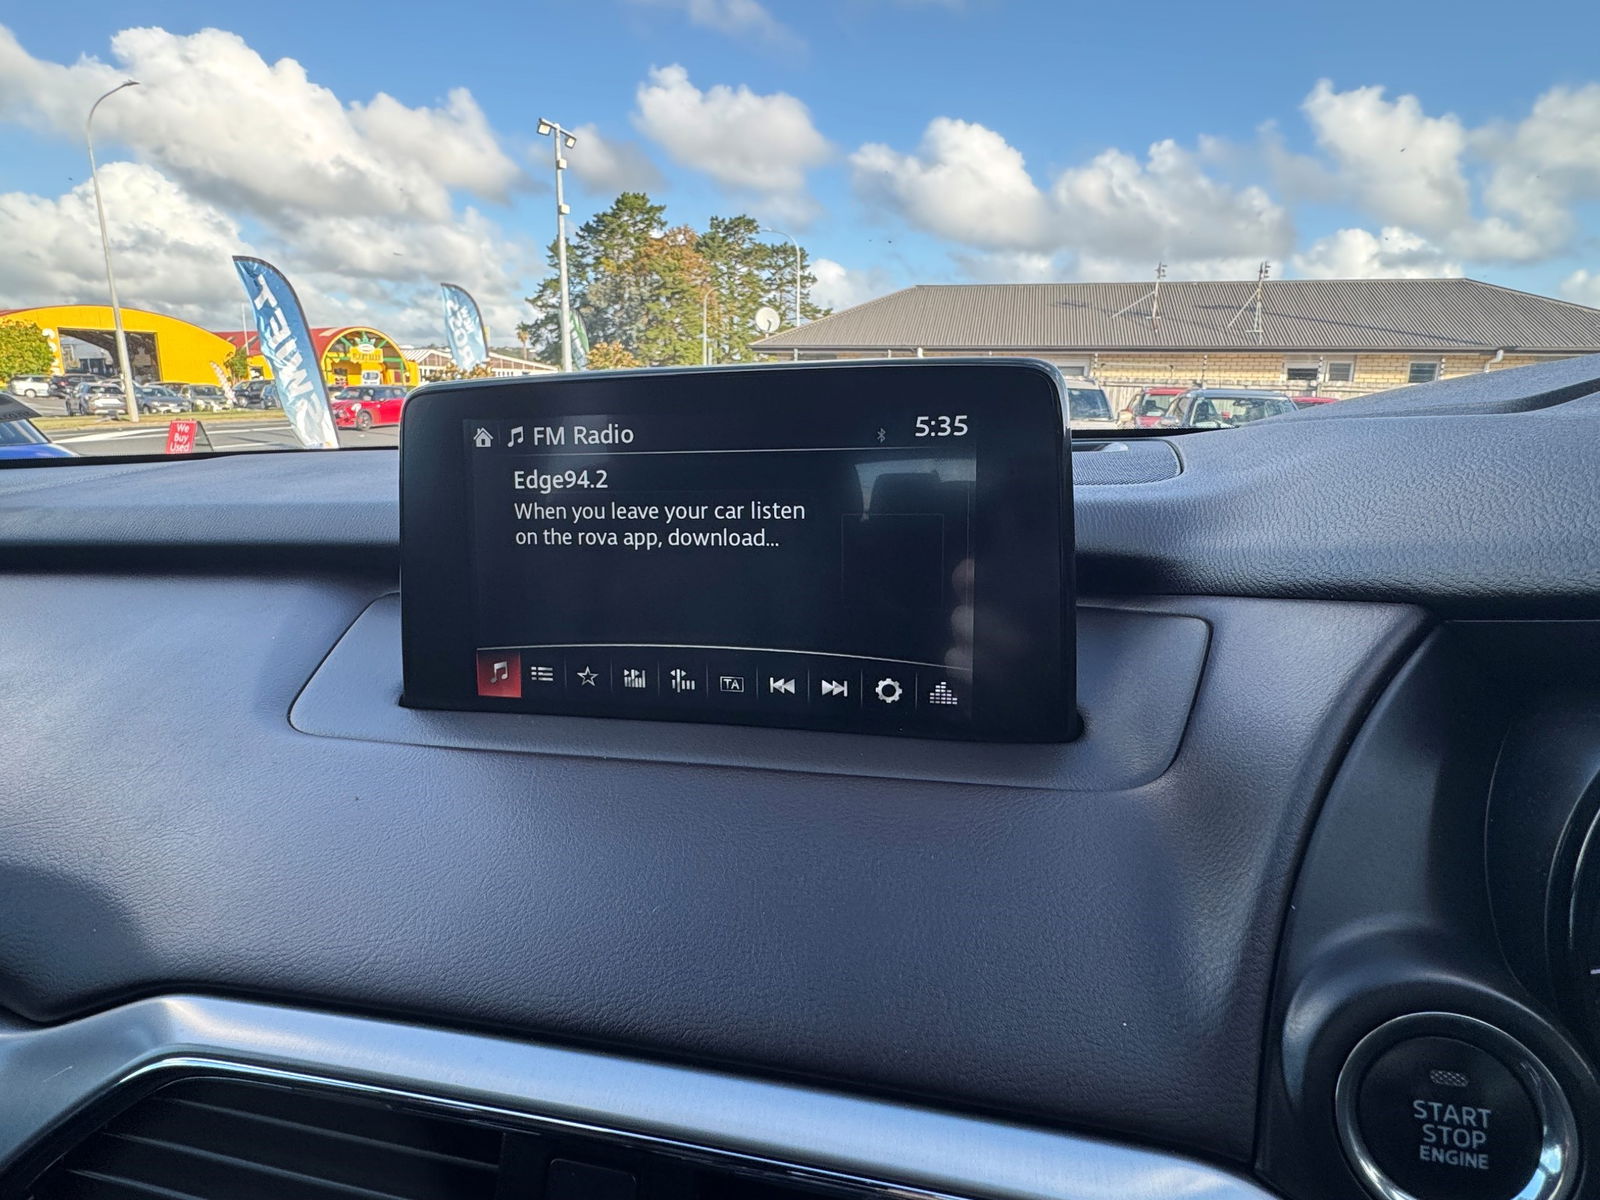 We
Buy
Used
FM Radio
5:35
Edge94.2
When you leave your car listen
on the rova app, download...
TA
START
STOP
ENGINE